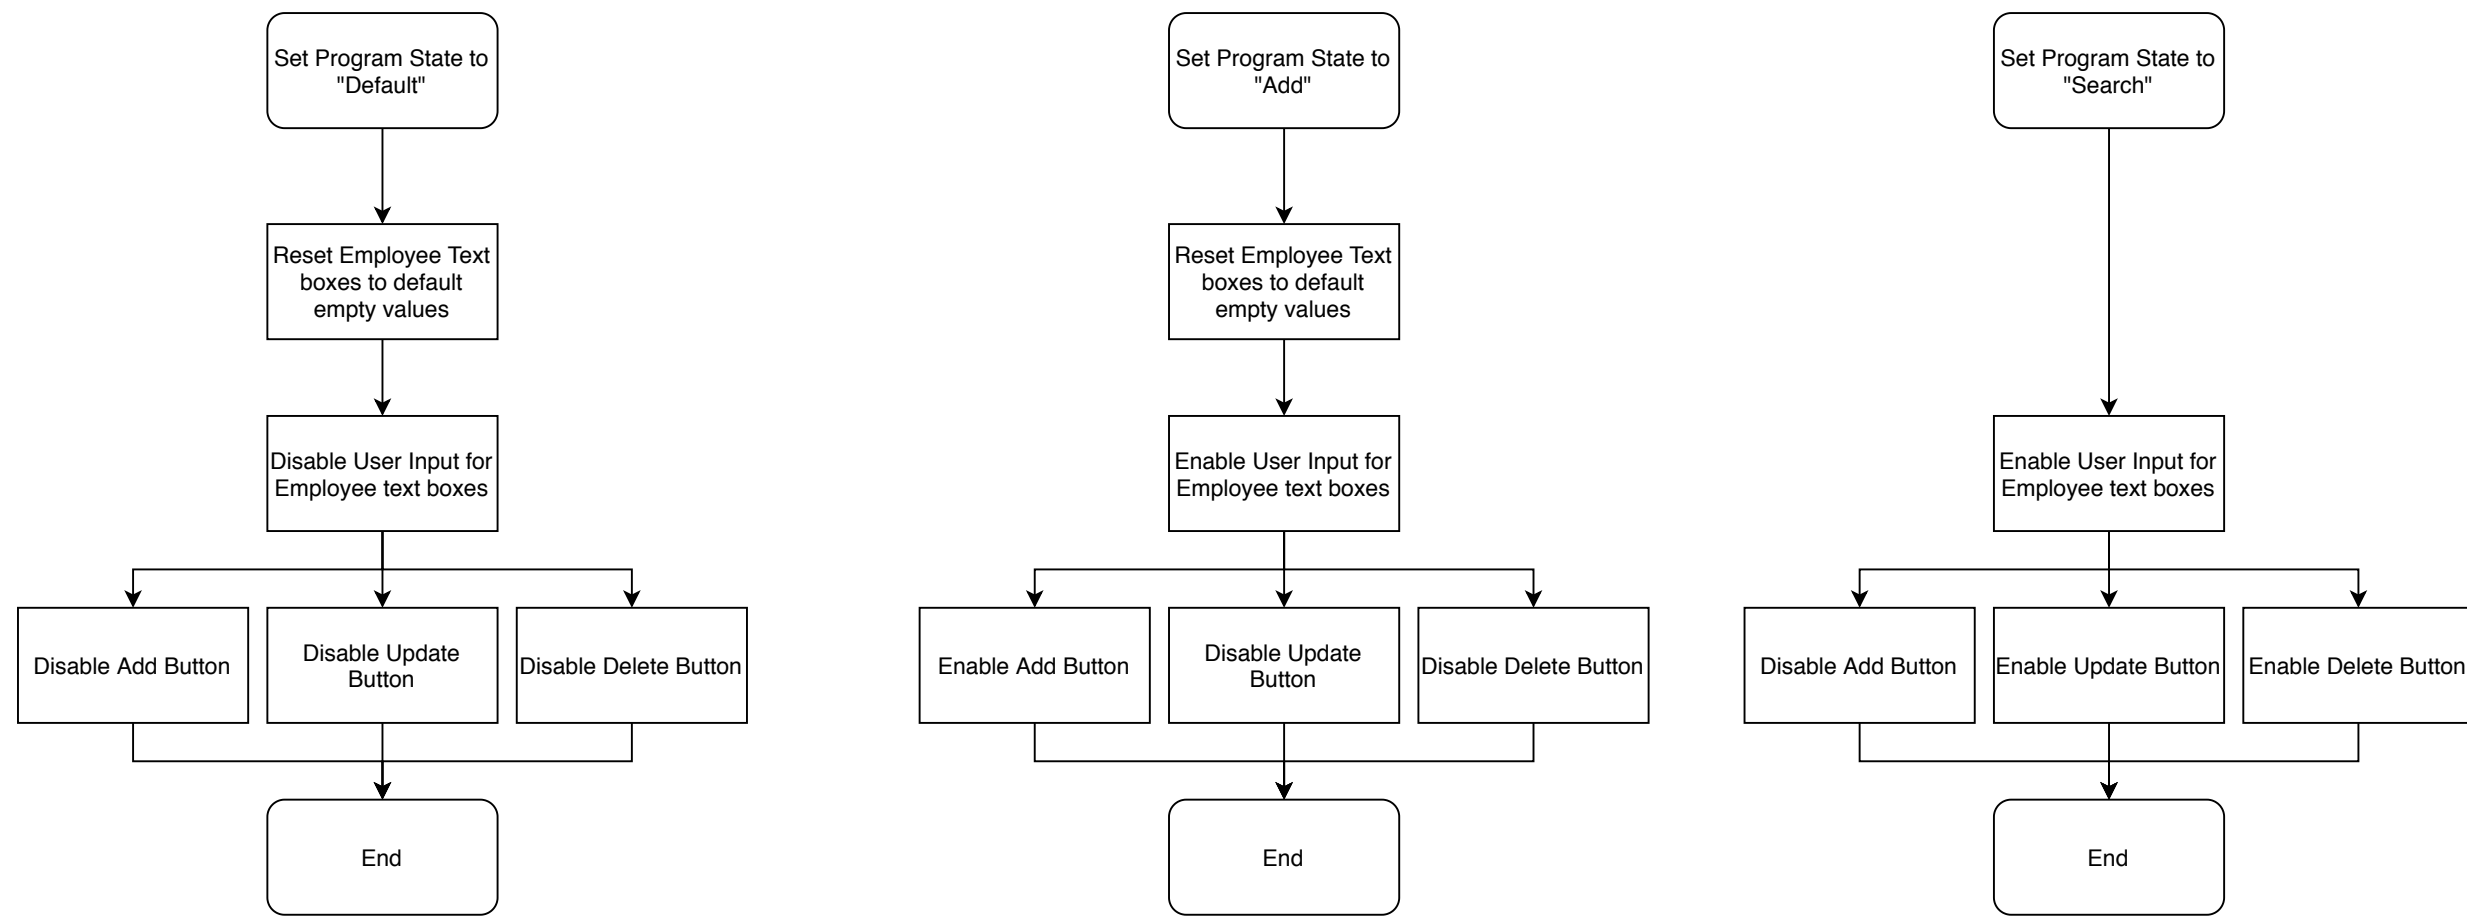 Set Program State to
"Default"
Reset Employee Text
boxes to default
empty values
Disable User Input for
Employee text boxes
Disable Add Button
Disable Update
Button
Disable Delete Button
End
Set Program State to
"Add"
Reset Employee Text
boxes to default
empty values
Enable User Input for
Employee text boxes
Enable Add Button
Disable Update
Button
Disable Delete Button
End
Set Program State to
"Search"
Enable User Input for
Employee text boxes
Disable Add Button
Enable Update Button
Enable Delete Button
End